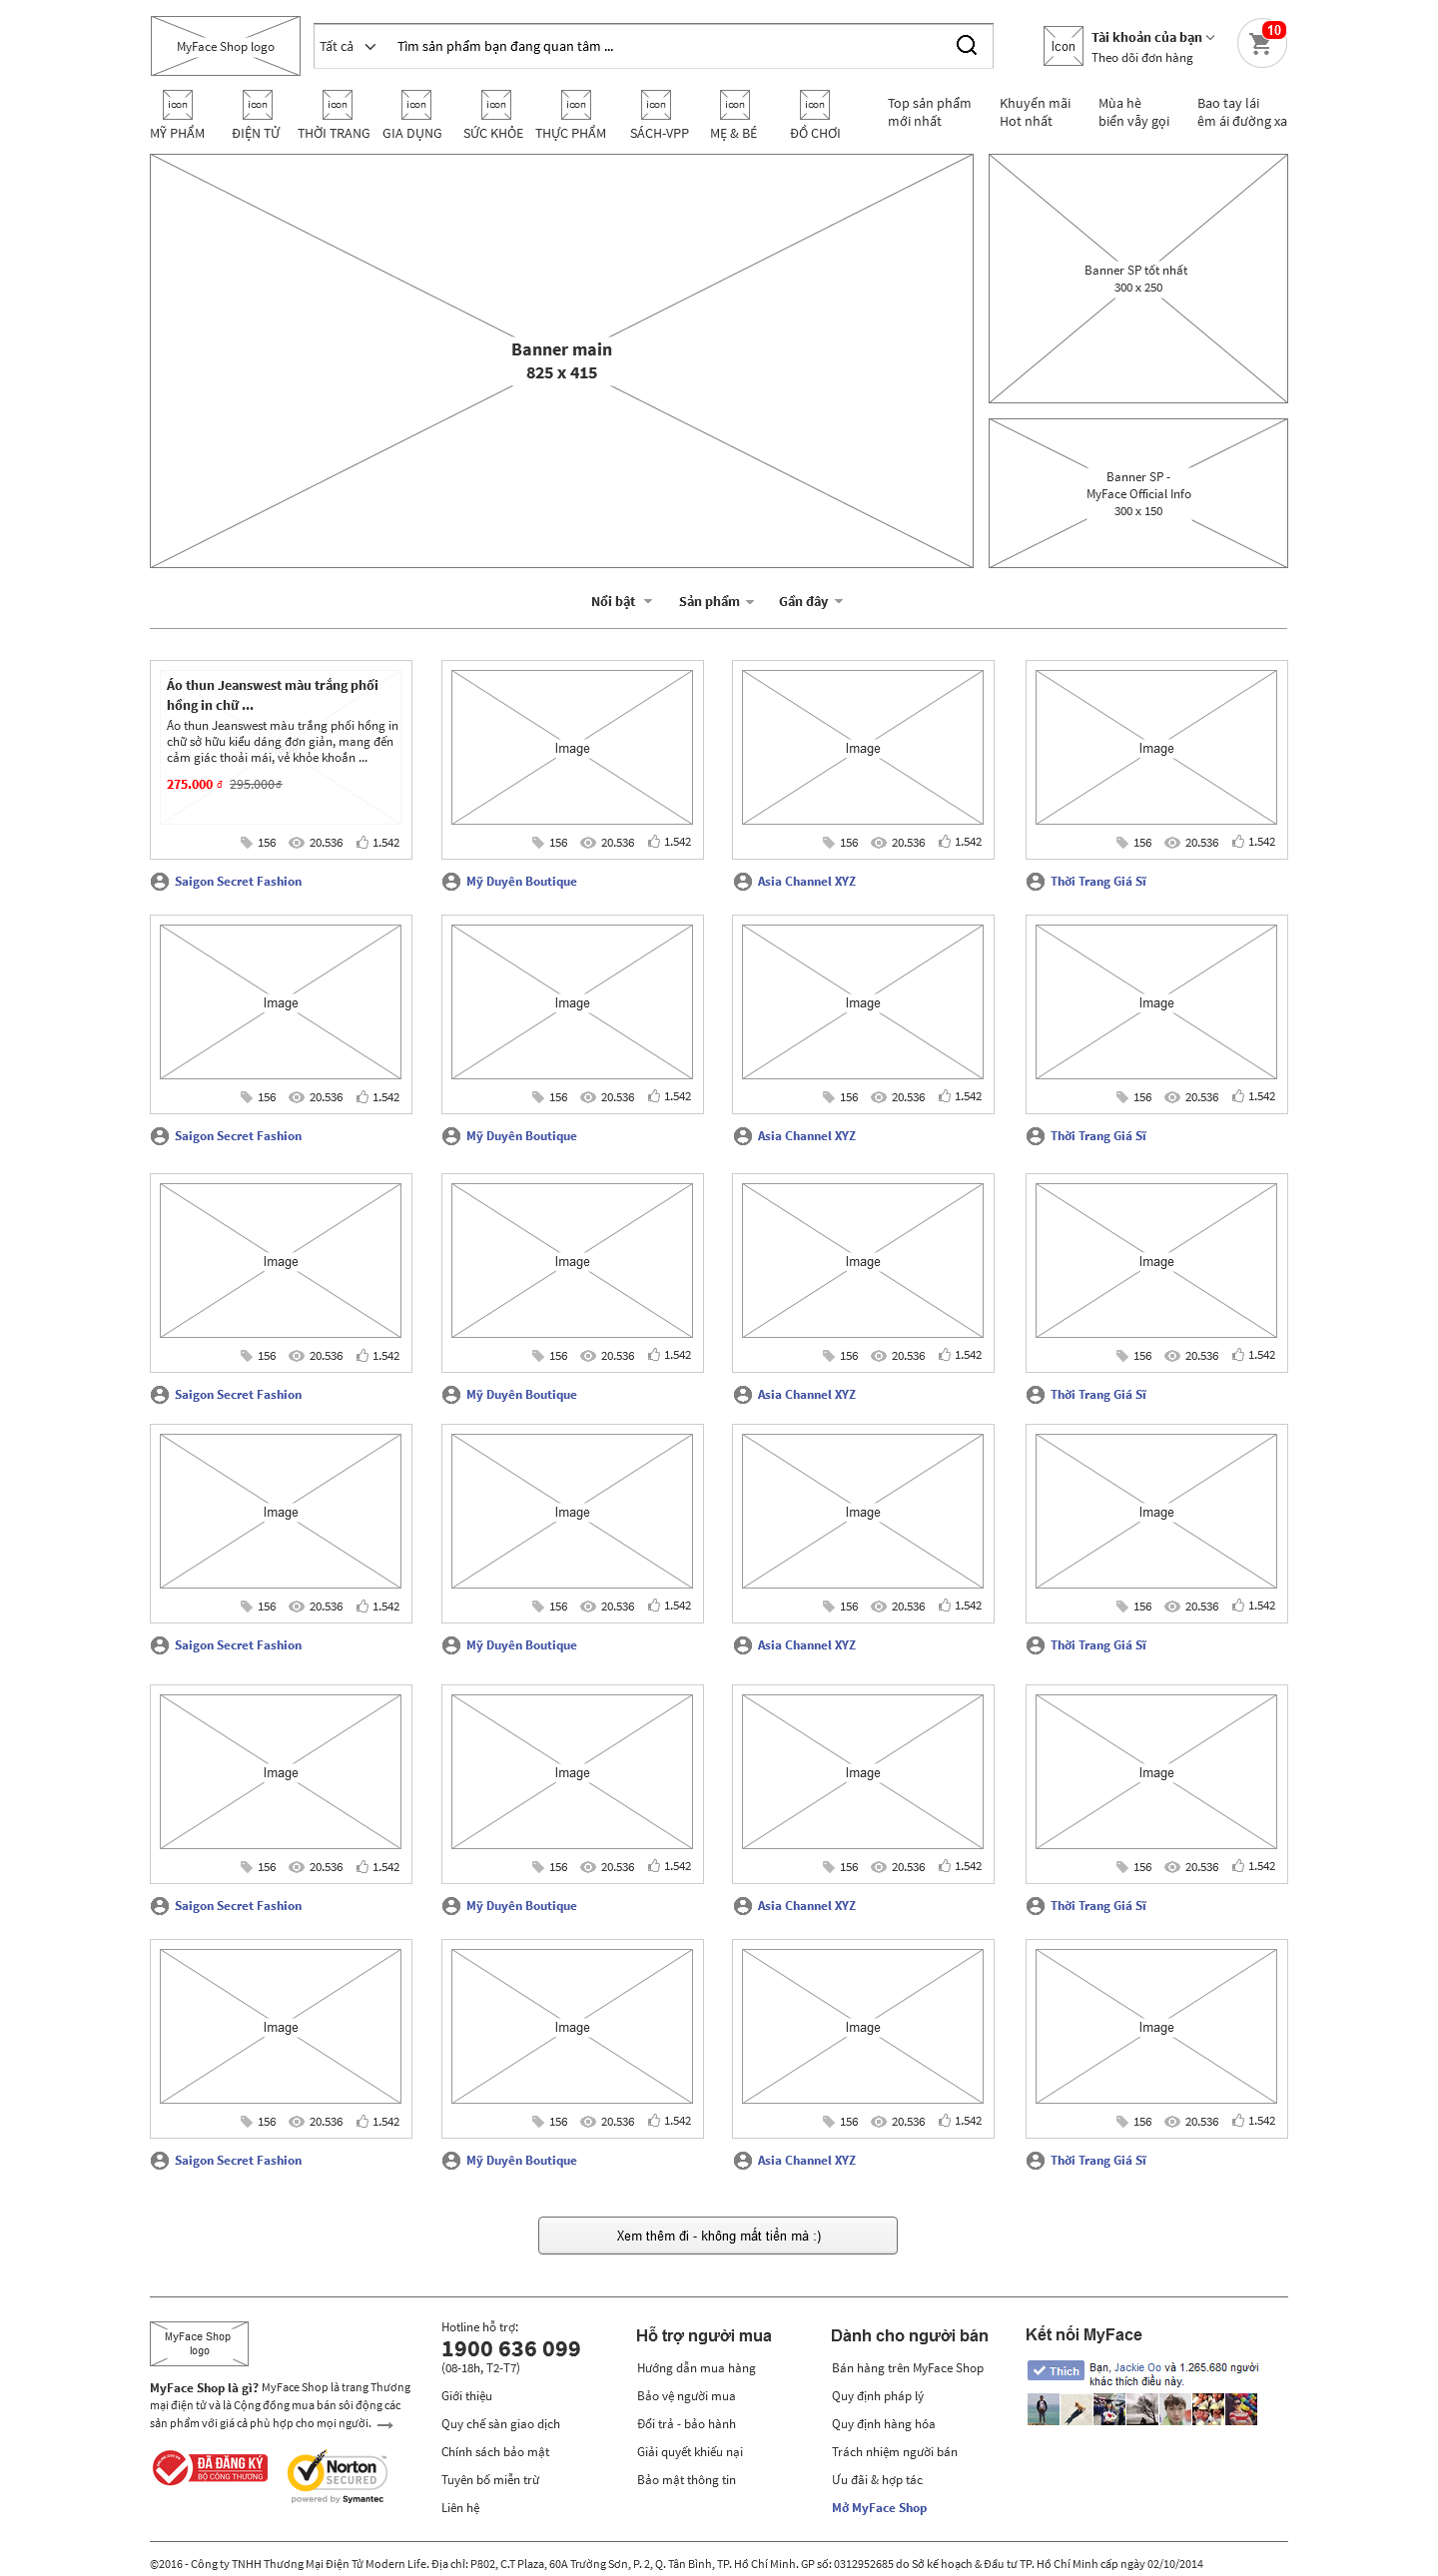 MyFace Shop logo
Tất cả
Tìm sản phẩm bạn đang quan tâm ...
Icon
Tài khoản của bạn
Theo dõi đơn hàng
10
icon icon icon icon icon icon icon icon icon
MỸ PHẨM ĐIỆN TỬ THỜI TRANG GIA DỤNG SỨC KHỎE THỰC PHẨM SÁCH-VPP MẸ & BÉ ĐỒ CHƠI
Top sản phẩm
mới nhất
Khuyến mãi
Hot nhất
Mùa hè
biển vẫy gọi
Bao tay lái
êm ái đường xa
Banner main
825 x 415
Banner SP tốt nhất
300 x 250
Banner SP -
MyFace Official Info
300 x 150
Nổi bật Sản phẩm Gần đây
Áo thun Jeanswest màu trắng phối
hồng in chữ ...
Áo thun Jeanswest màu trắng phối hồng in
chữ sở hữu kiểu dáng đơn giản, mang đến
cảm giác thoải mái, vẻ khỏe khoắn ...
275.000 đ 295.000đ
Image Image Image
156 20.536 1.542 156 20.536 1.542 156 20.536 1.542 156 20.536 1.542
Saigon Secret Fashion Mỹ Duyên Boutique Asia Channel XYZ Thời Trang Giá Sĩ
Image Image Image Image
156 20.536 1.542 156 20.536 1.542 156 20.536 1.542 156 20.536 1.542
Saigon Secret Fashion Mỹ Duyên Boutique Asia Channel XYZ Thời Trang Giá Sĩ
Image Image Image Image
156 20.536 1.542 156 20.536 1.542 156 20.536 1.542 156 20.536 1.542
Saigon Secret Fashion Mỹ Duyên Boutique Asia Channel XYZ Thời Trang Giá Sĩ
Image Image Image Image
156 20.536 1.542 156 20.536 1.542 156 20.536 1.542 156 20.536 1.542
Saigon Secret Fashion Mỹ Duyên Boutique Asia Channel XYZ Thời Trang Giá Sĩ
Image Image Image Image
156 20.536 1.542 156 20.536 1.542 156 20.536 1.542 156 20.536 1.542
Saigon Secret Fashion Mỹ Duyên Boutique Asia Channel XYZ Thời Trang Giá Sĩ
Image Image Image Image
156 20.536 1.542 156 20.536 1.542 156 20.536 1.542 156 20.536 1.542
Saigon Secret Fashion Mỹ Duyên Boutique Asia Channel XYZ Thời Trang Giá Sĩ
Xem thêm đi - không mất tiền mà :)
MyFace Shop
logo
MyFace Shop là gì? MyFace Shop là trang Thương
mại điện tử và là Cộng đồng mua bán sôi động các
sản phẩm với giá cả phù hợp cho mọi người.
ĐÃ ĐĂNG KÝ
BỘ CÔNG THƯƠNG
Norton
SECURED
powered by Symantec
Hotline hỗ trợ:
1900 636 099
(08-18h, T2-T7)
Giới thiệu
Quy chế sàn giao dịch
Chính sách bảo mật
Tuyên bố miễn trừ
Liên hệ
Hỗ trợ người mua
Hướng dẫn mua hàng
Bảo vệ người mua
Đổi trả - bảo hành
Giải quyết khiếu nại
Bảo mật thông tin
Dành cho người bán
Bán hàng trên MyFace Shop
Quy định pháp lý
Quy định hàng hóa
Trách nhiệm người bán
Ưu đãi & hợp tác
Mở MyFace Shop
Kết nối MyFace
Thích
Bạn, Jackie Oo và 1.265.680 người
khác thích điều này.
©2016 - Công ty TNHH Thương Mại Điện Tử Modern Life. Địa chỉ: P802, C.T Plaza, 60A Trường Sơn, P. 2, Q. Tân Bình, TP. Hồ Chí Minh. GP số: 0312952685 do Sở kế hoạch & Đầu tư TP. Hồ Chí Minh cấp ngày 02/10/2014